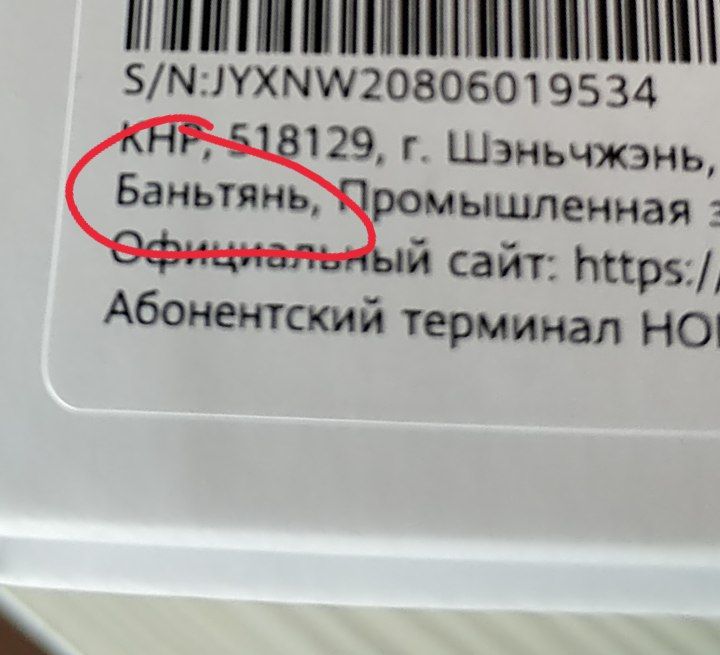 S/N:JYXNW20806019534
КНР, 518129, г. Шэньчжэнь,
Баньтянь, Промышленная
Официальный сайт: https:/
Абонентский терминал